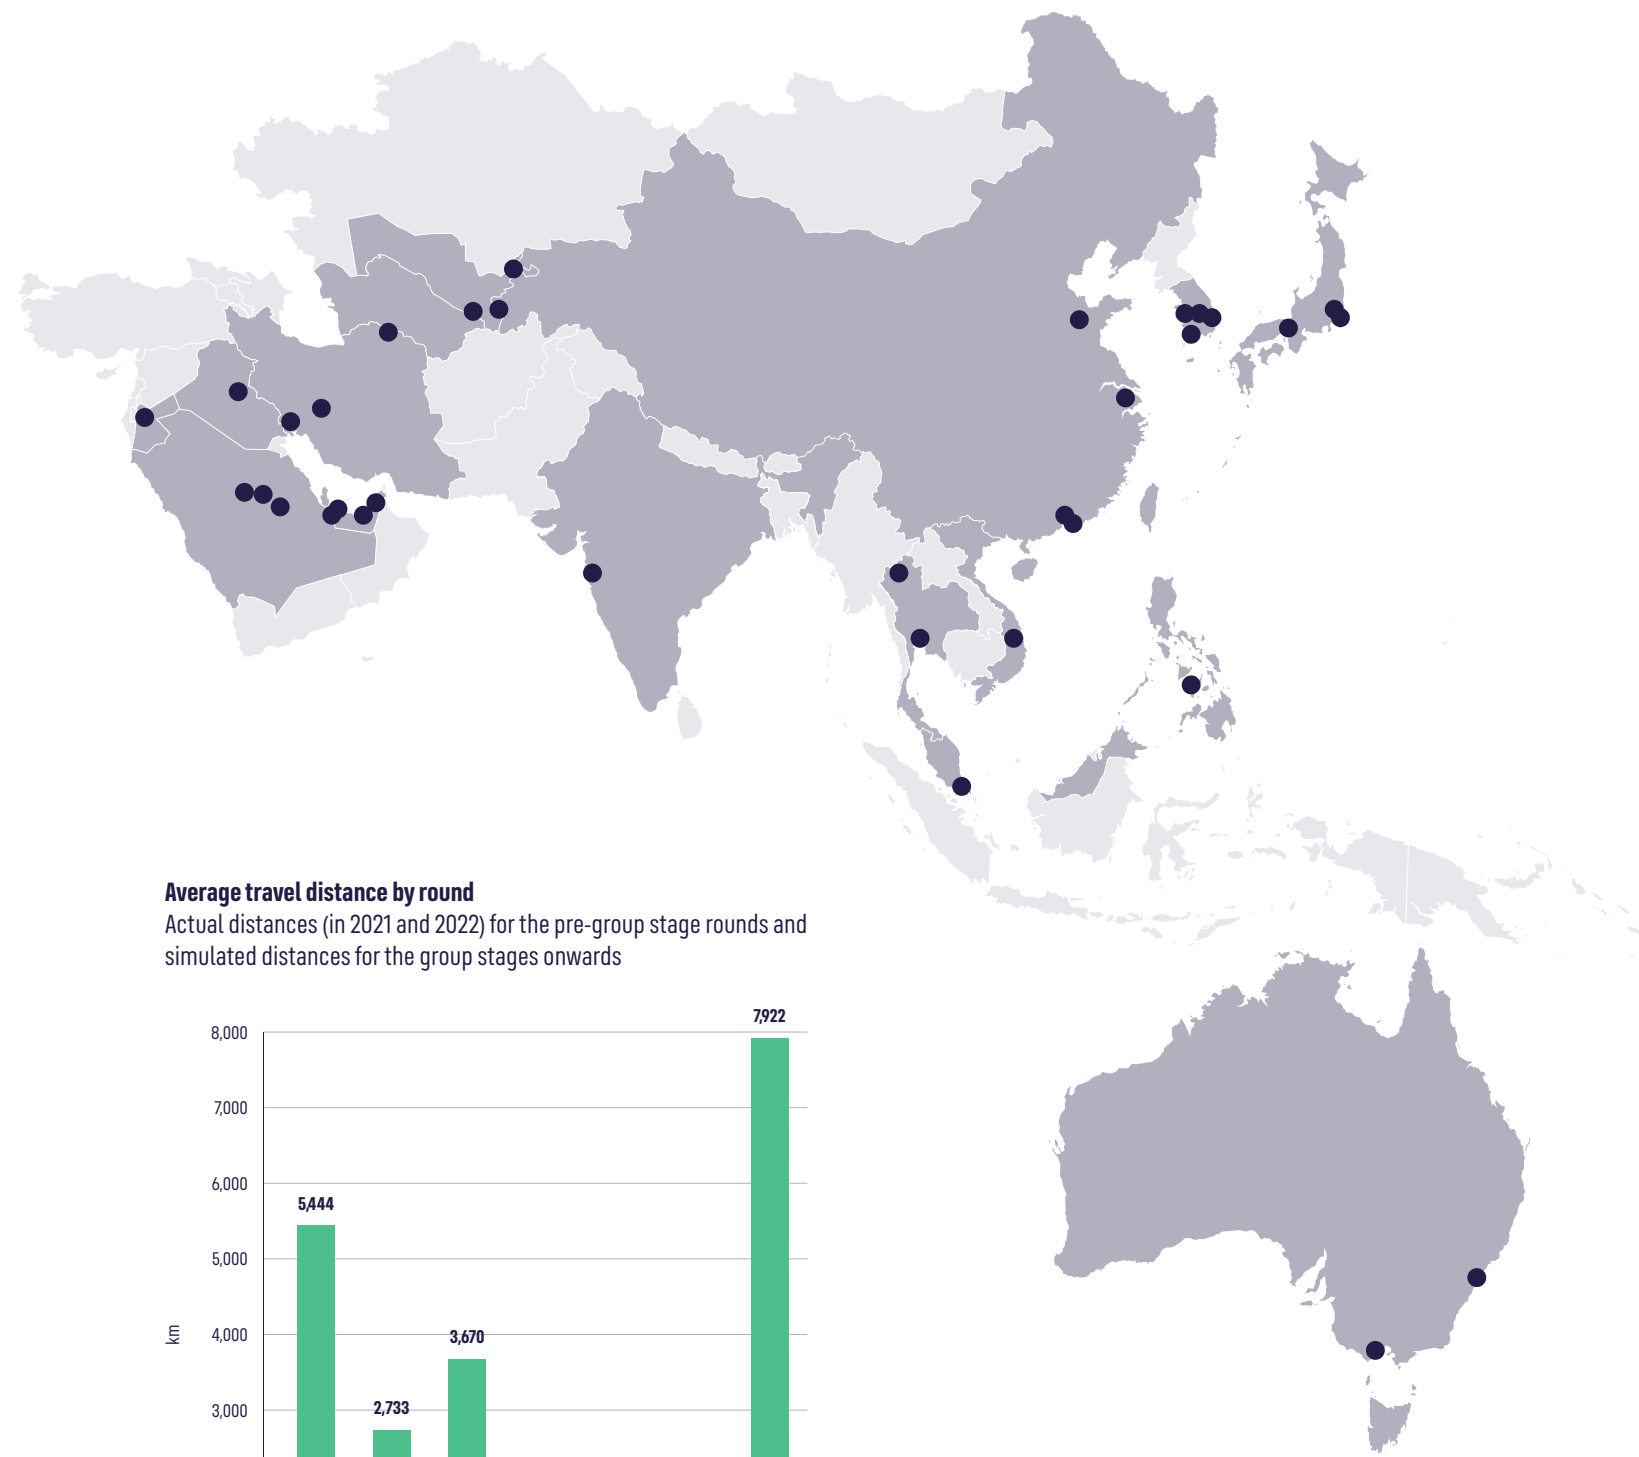 Average travel distance by round
Actual distances (in 2021 and 2022) for the pre-group stage rounds and
simulated distances for the group stages onwards
7,922
8,000
7,000
6,000
5,444
5,000
km
4,000
3,670
3,000
2,733